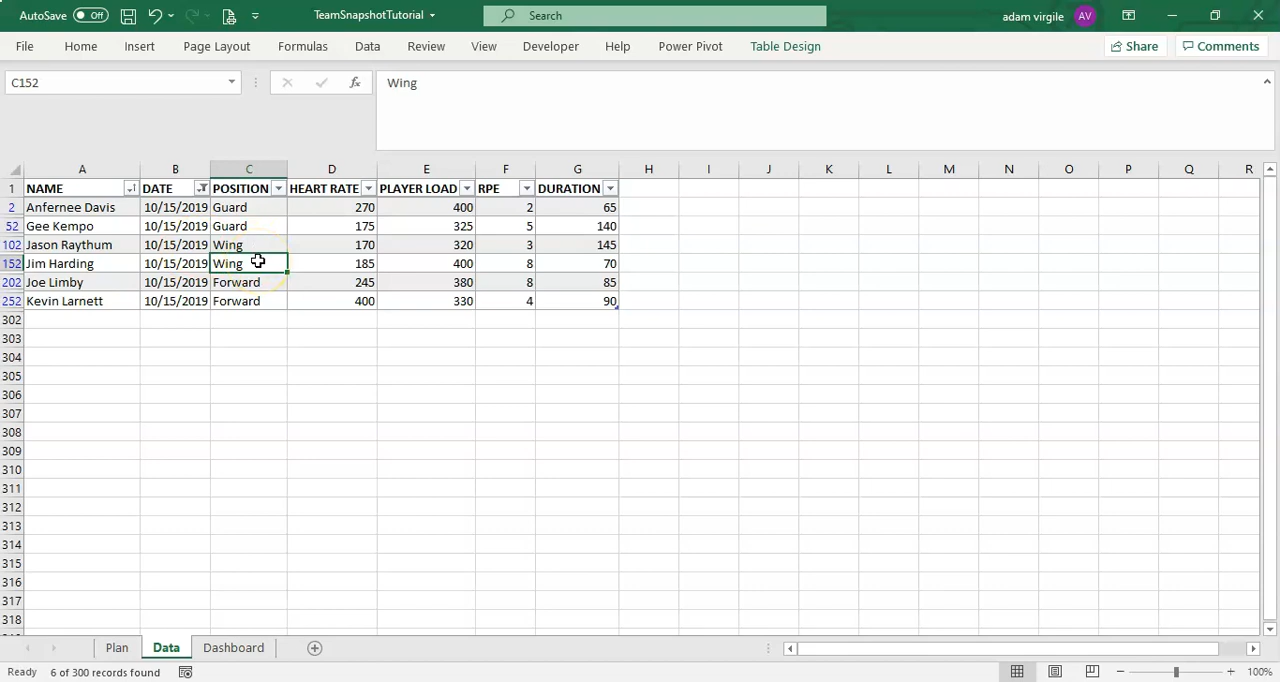 AutoSave Off TeamSnapshotTutorial Search adam virgile AV
File Home Insert Page Layout Formulas Data Review View Developer Help Power Pivot Table Design Share Comments
C152 fx Wing
A B C D E F G H I J K L M N O P Q R
1 NAME DATE POSITION HEART RATE PLAYER LOAD RPE DURATION
2 Anfernee Davis 10/15/2019 Guard 270 400 2 65
52 Gee Kempo 10/15/2019 Guard 175 325 5 140
102 Jason Raythum 10/15/2019 Wing 170 320 3 145
152 Jim Harding 10/15/2019 Wing 185 400 8 70
202 Joe Limby 10/15/2019 Forward 245 380 8 85
252 Kevin Larnett 10/15/2019 Forward 400 330 4 90
302
303
304
305
306
307
308
309
310
311
312
313
314
315
316
317
318
Plan Data Dashboard
Ready 6 of 300 records found 100%